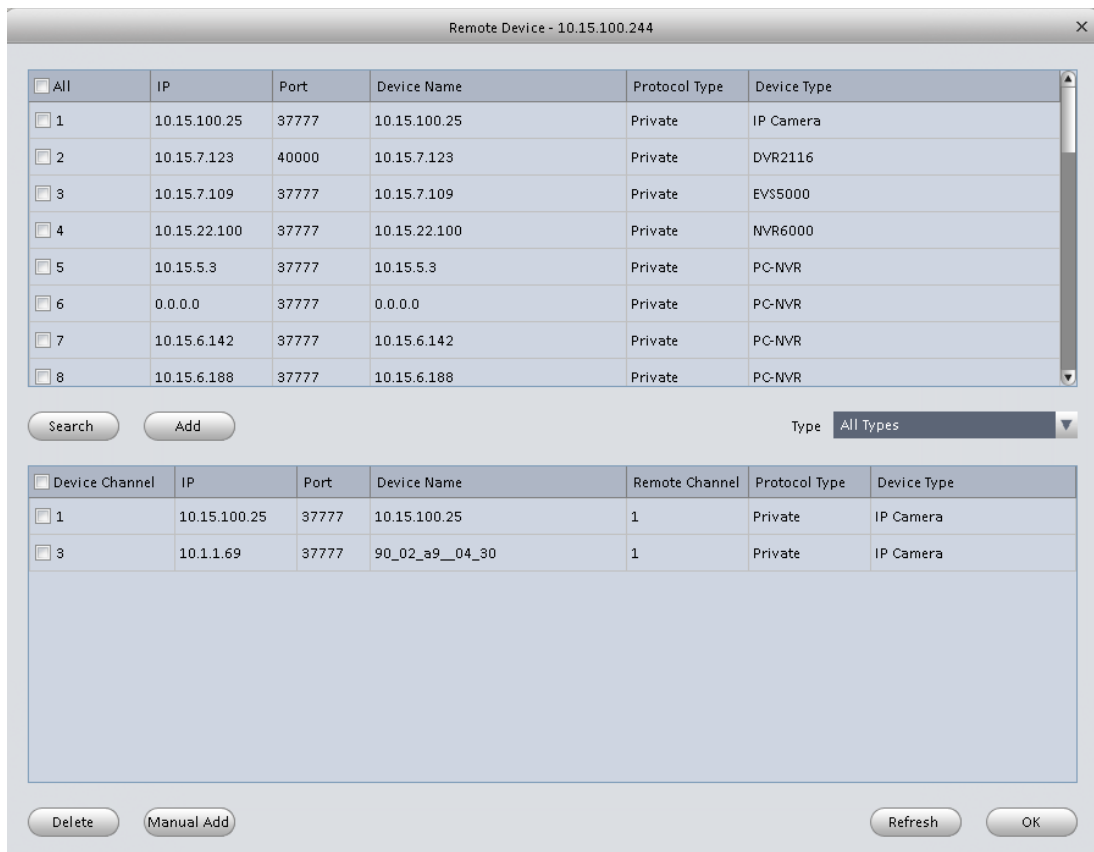 Remote Device - 10.15.100.244
All IP Port Device Name Protocol Type Device Type
1 10.15.100.25 37777 10.15.100.25 Private IP Camera
2 10.15.7.123 40000 10.15.7.123 Private DVR2116
3 10.15.7.109 37777 10.15.7.109 Private EVS5000
4 10.15.22.100 37777 10.15.22.100 Private NVR6000
5 10.15.5.3 37777 10.15.5.3 Private PC-NVR
6 0.0.0.0 37777 0.0.0.0 Private PC-NVR
7 10.15.6.142 37777 10.15.6.142 Private PC-NVR
8 10.15.6.188 37777 10.15.6.188 Private PC-NVR
Search Add Type All Types
Device Channel IP Port Device Name Remote Channel Protocol Type Device Type
1 10.15.100.25 37777 10.15.100.25 1 Private IP Camera
3 10.1.1.69 37777 90_02_a9__04_30 1 Private IP Camera
Delete Manual Add Refresh OK